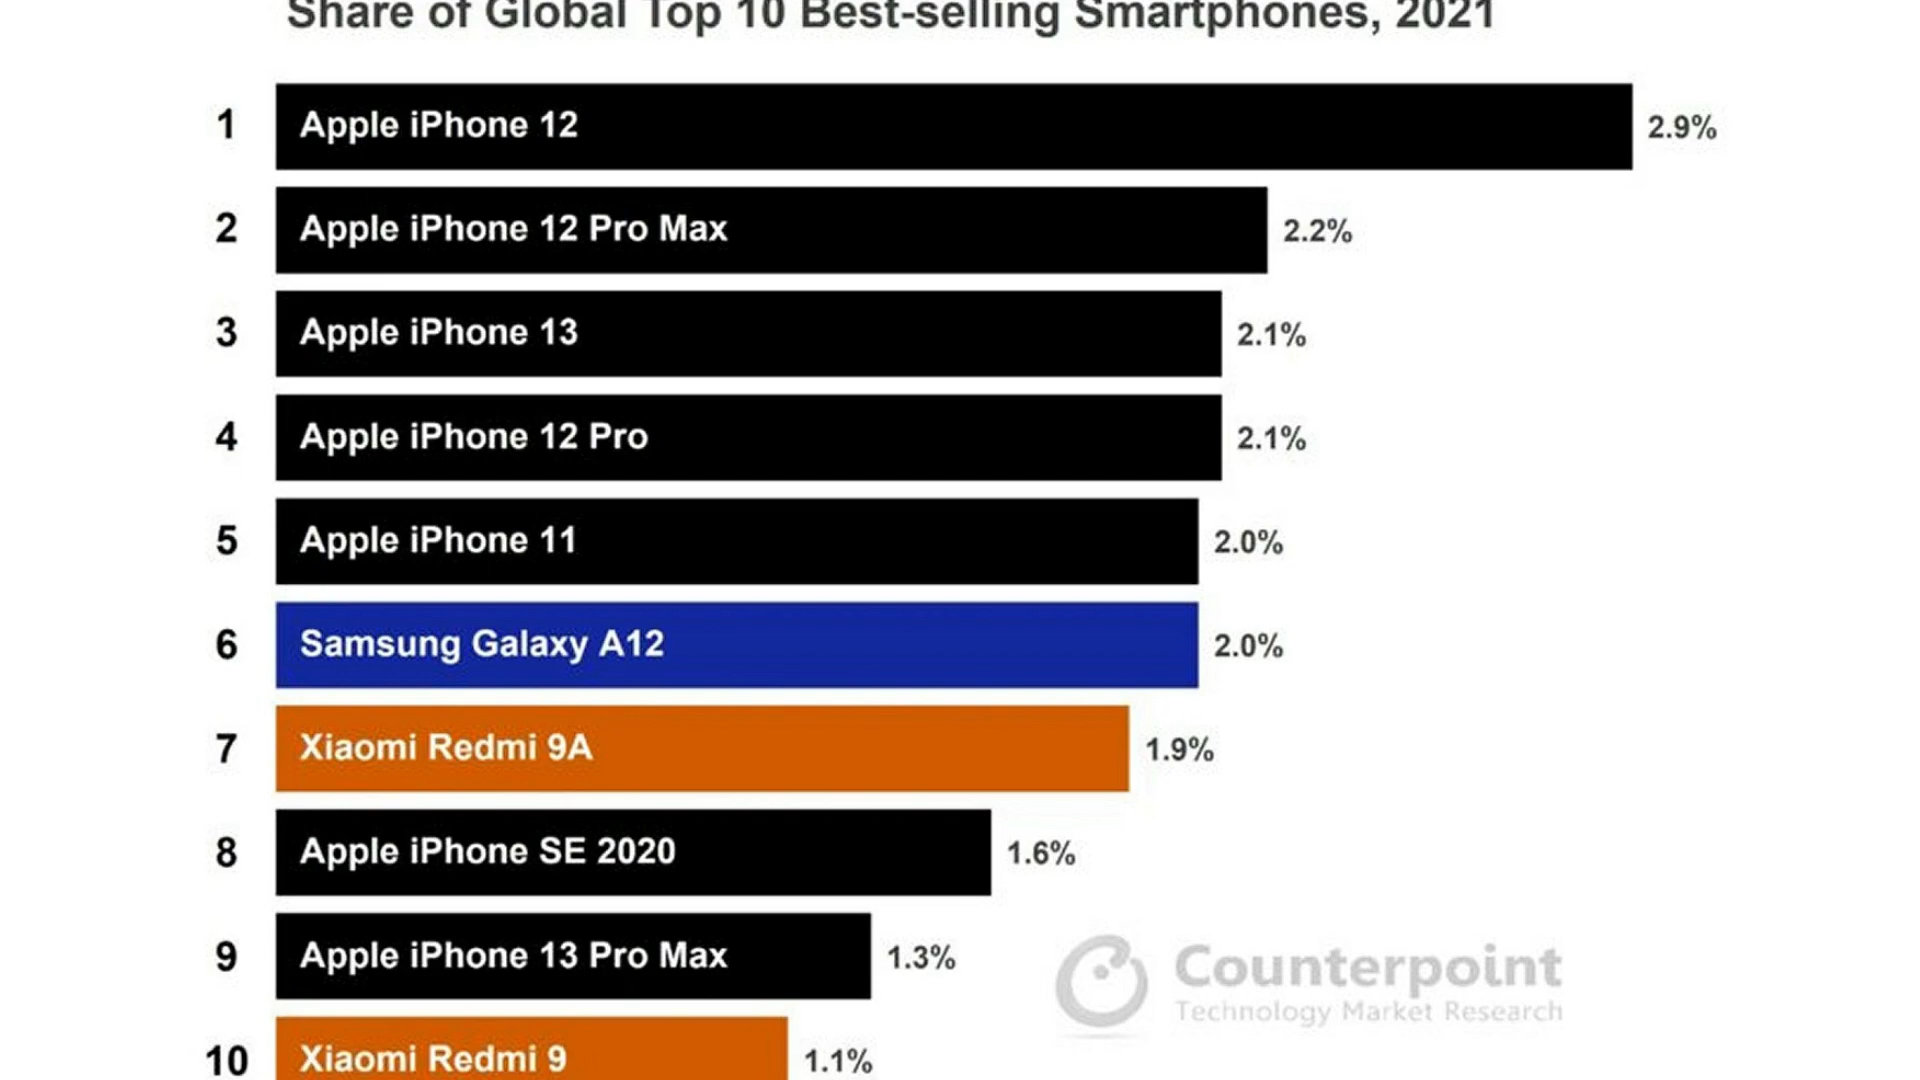 Share of Global Top 10 Best-selling Smartphones, 2021
1 Apple iPhone 12 2.9%
2 Apple iPhone 12 Pro Max 2.2%
3 Apple iPhone 13 2.1%
4 Apple iPhone 12 Pro 2.1%
5 Apple iPhone 11 2.0%
6 Samsung Galaxy A12 2.0%
7 Xiaomi Redmi 9A 1.9%
8 Apple iPhone SE 2020 1.6%
9 Apple iPhone 13 Pro Max 1.3%
Counterpoint
Technology Market Research
10 Xiaomi Redmi 9 1.1%